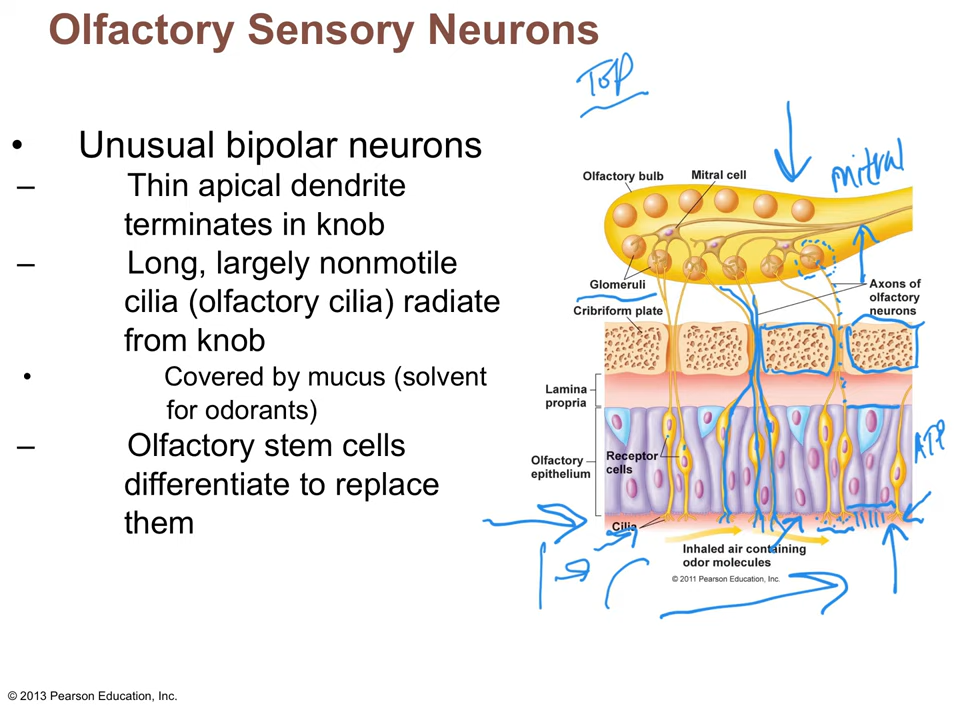 Olfactory Sensory Neurons
• Unusual bipolar neurons
– Thin apical dendrite
terminates in knob
– Long, largely nonmotile
cilia (olfactory cilia) radiate
from knob
• Covered by mucus (solvent
for odorants)
– Olfactory stem cells
differentiate to replace
them
TOP
mitral
Olfactory bulb
Mitral cell
Glomeruli
Axons of
olfactory
neurons
Cribriform plate
Lamina
propria
ATP
Olfactory
epithelium
Receptor
cells
Cilia
Inhaled air containing
odor molecules
© 2011 Pearson Education, Inc.
© 2013 Pearson Education, Inc.